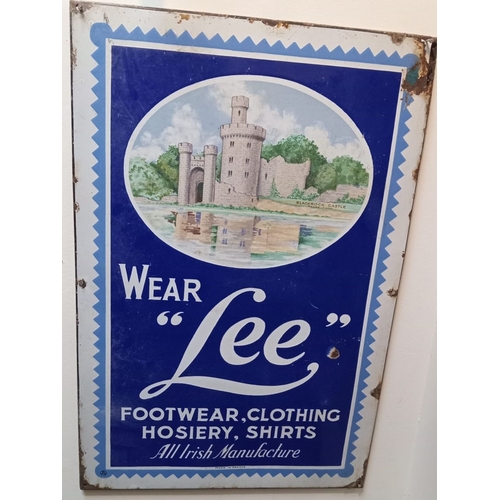 BLACKROCK CASTLE
WEAR
"Lee"
FOOTWEAR, CLOTHING
HOSIERY, SHIRTS
All Irish Manufacture